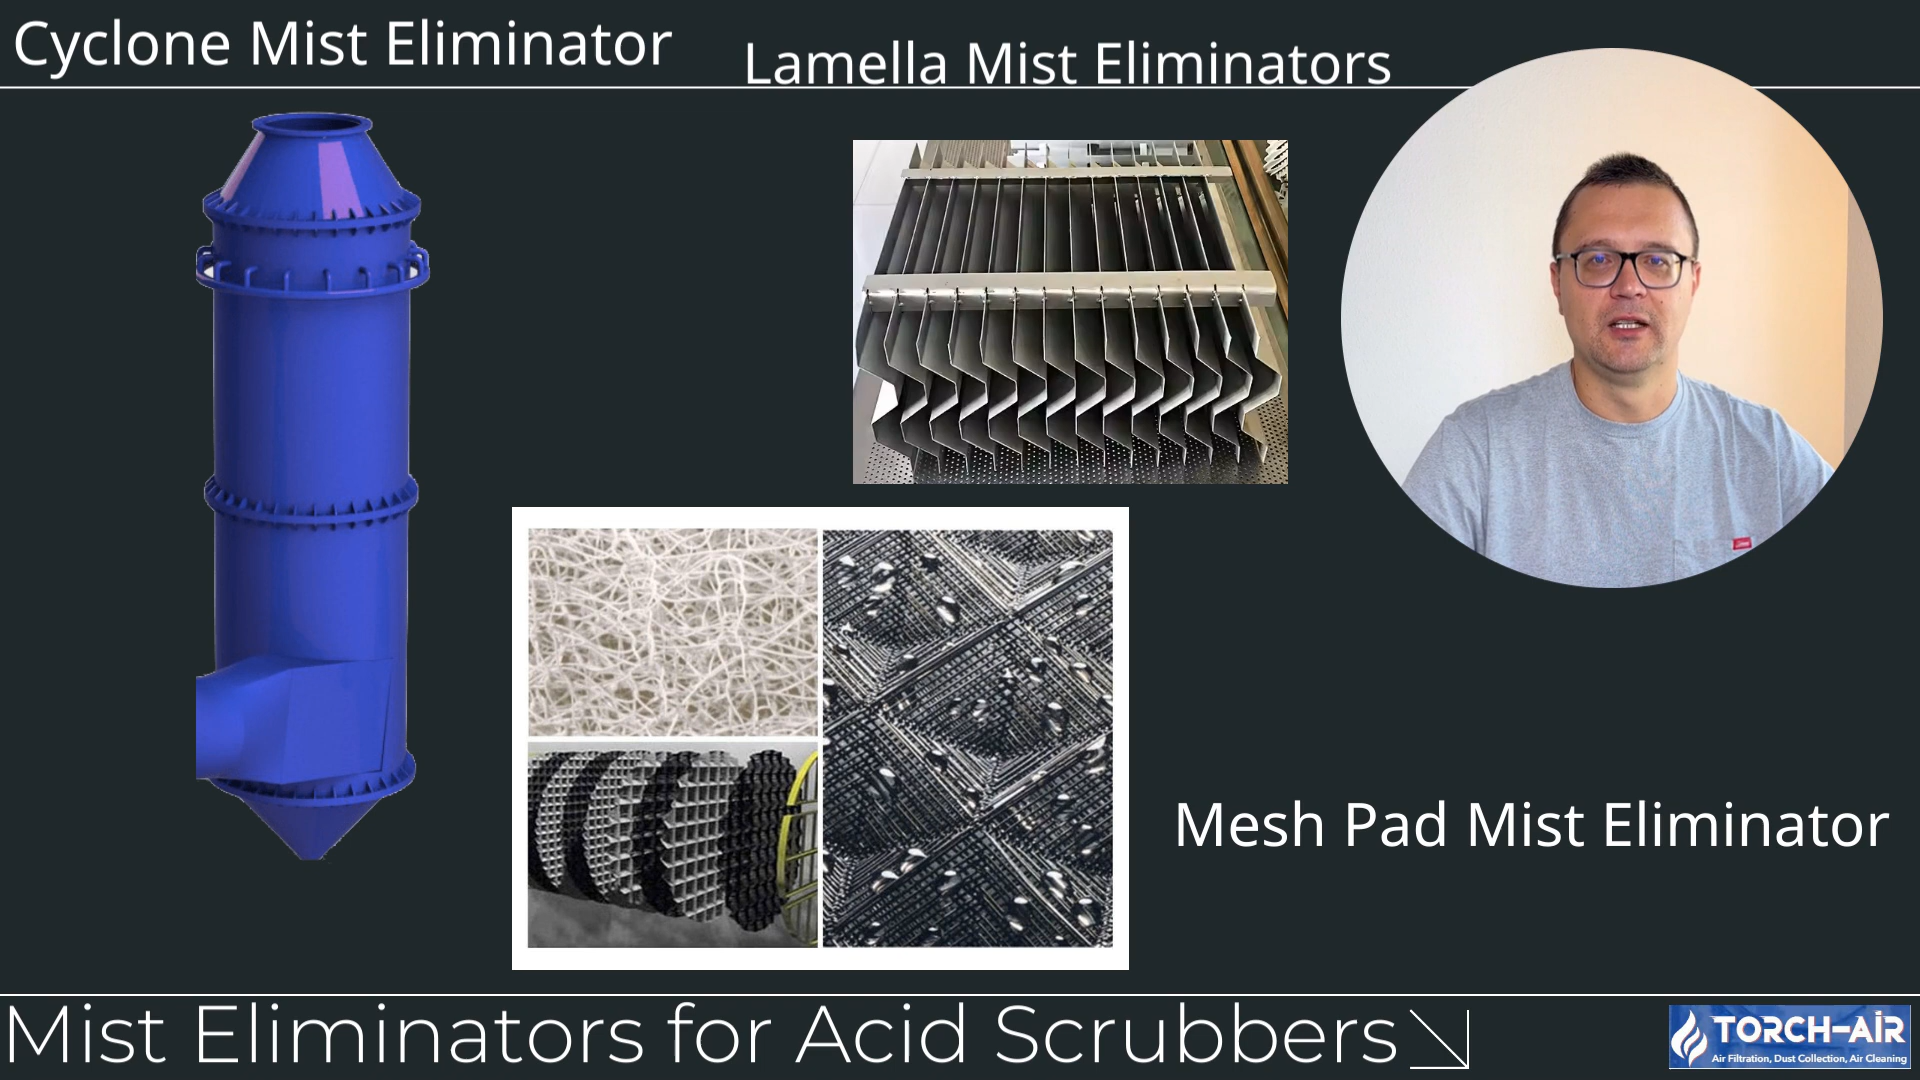 Cyclone Mist Eliminator
Lamella Mist Eliminators
Mesh Pad Mist Eliminator
Mist Eliminators for Acid Scrubbers
TORCH-AIR
Air Filtration, Dust Collection, Air Cleaning